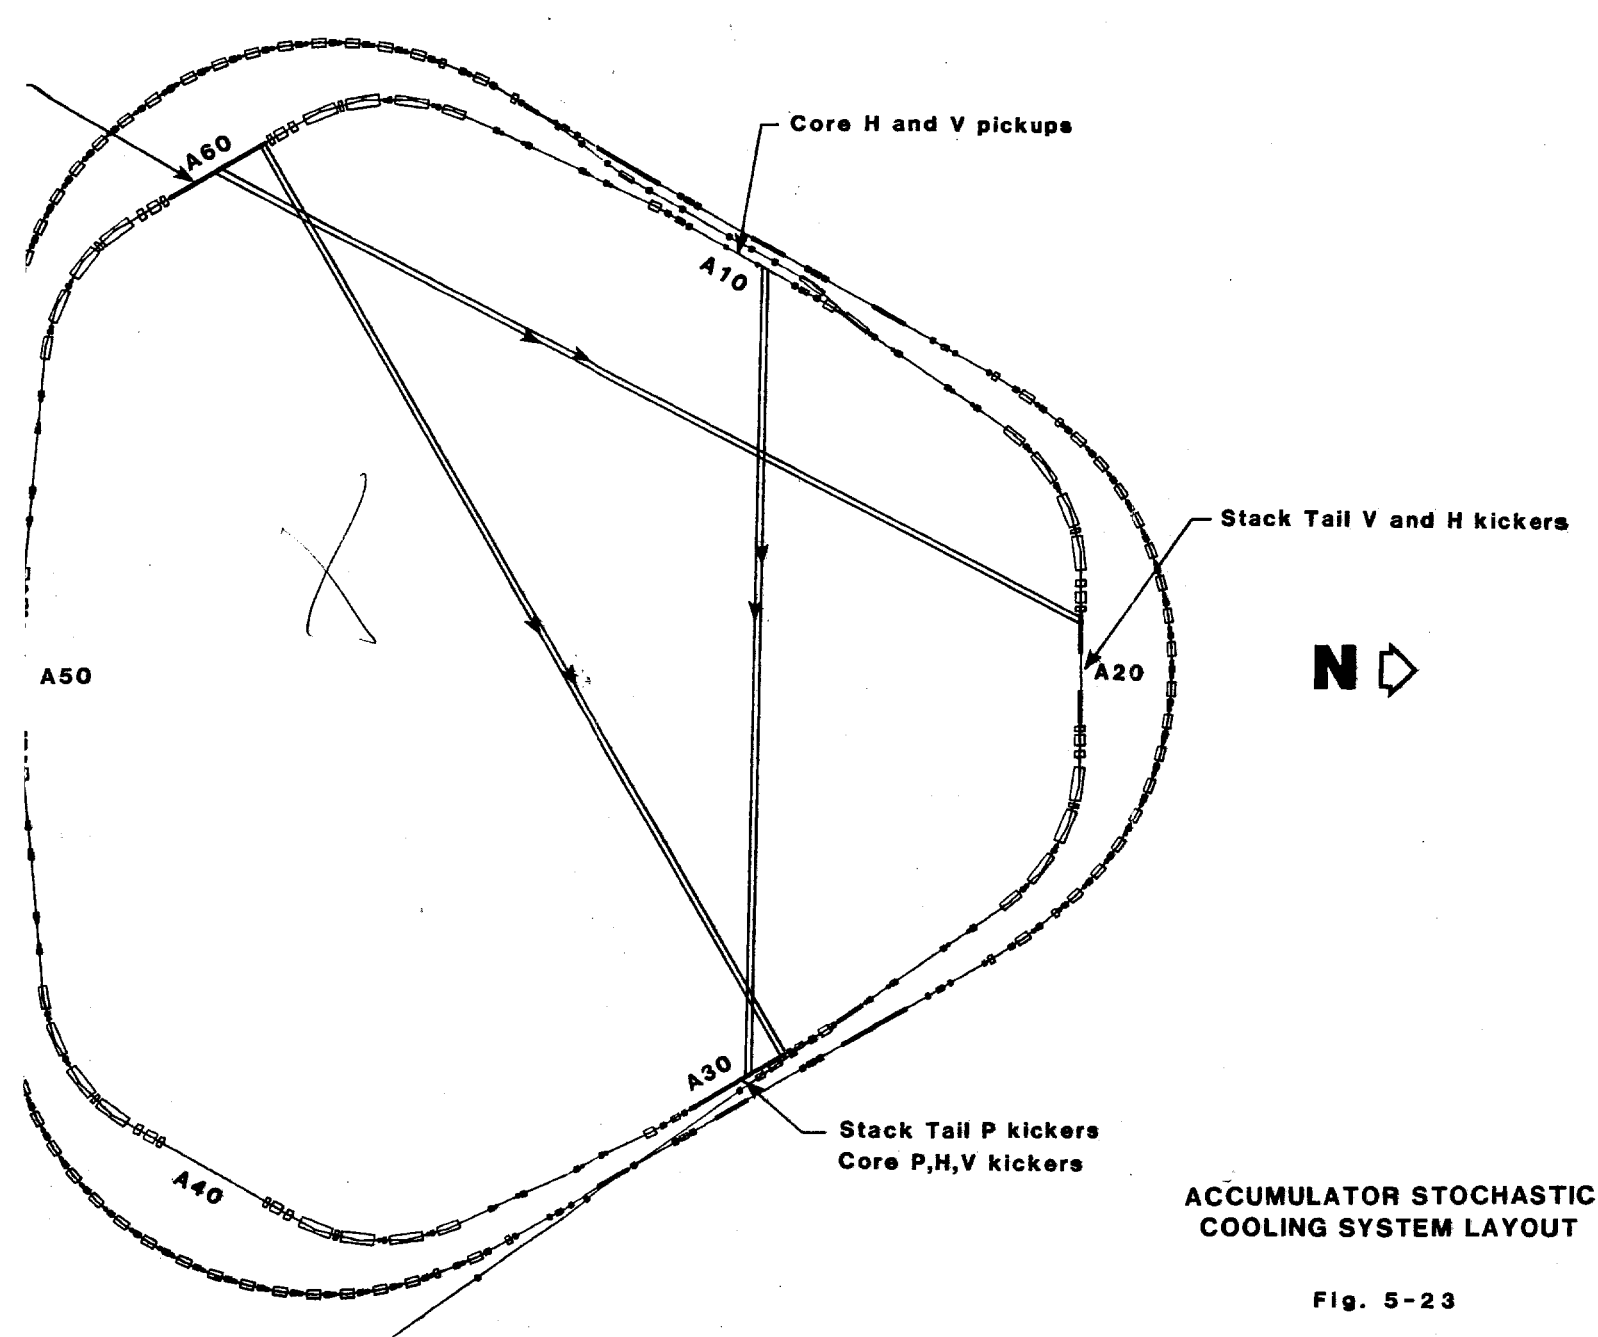 A60
Core H and V pickups
A10
Stack Tail V and H kickers
A50
A20
N
A30
Stack Tail P kickers
Core P,H,V kickers
A40
ACCUMULATOR STOCHASTIC
COOLING SYSTEM LAYOUT
Fig. 5-23